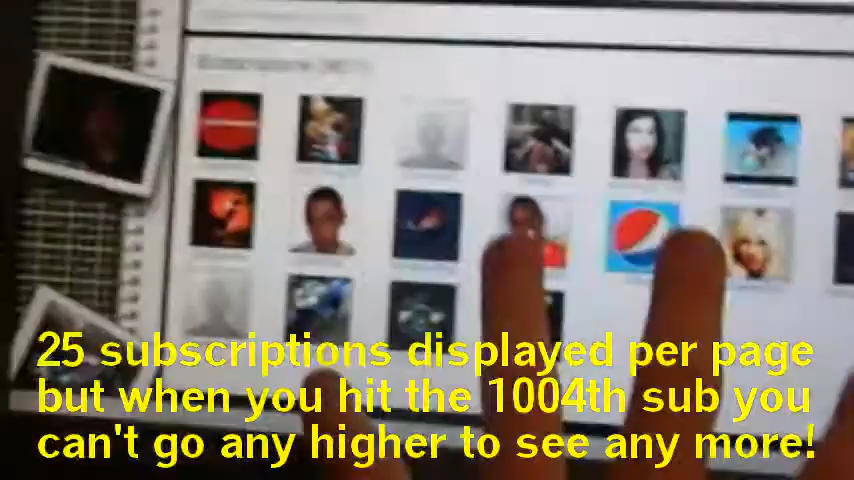 25 subscriptions displayed per page
but when you hit the 1004th sub you
can't go any higher to see any more!